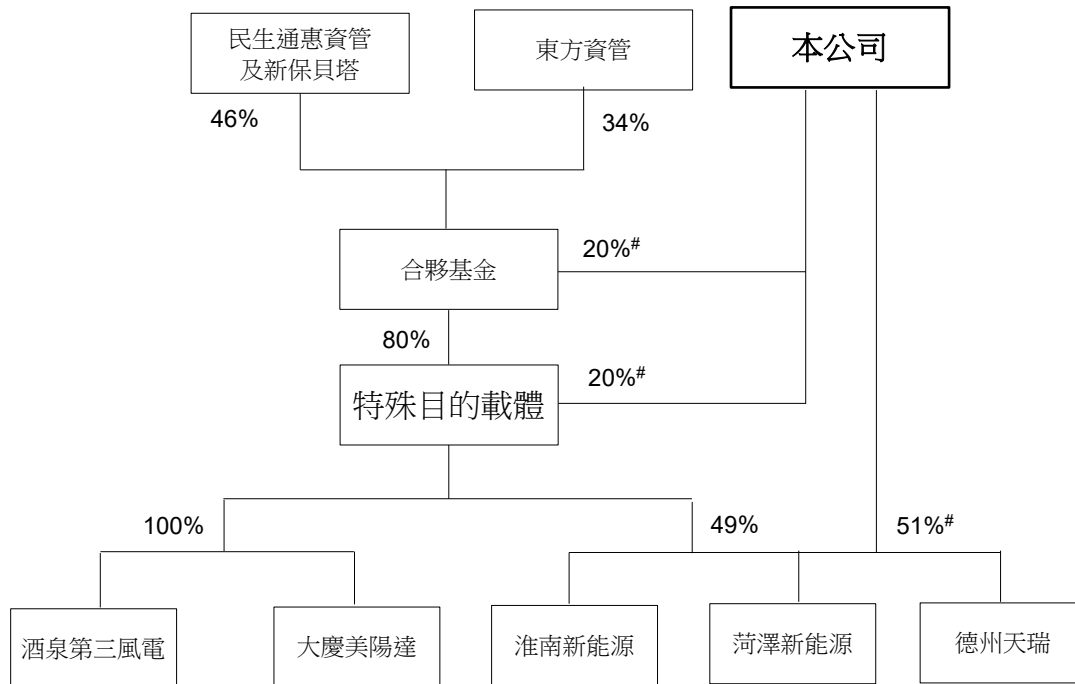 民生通惠資管
及新保貝塔
東方資管
本公司
46%
34%
合夥基金
20%#
80%
特殊目的載體
20%#
100%
49%
51%#
酒泉第三風電
大慶美陽達
淮南新能源
菏澤新能源
德州天瑞